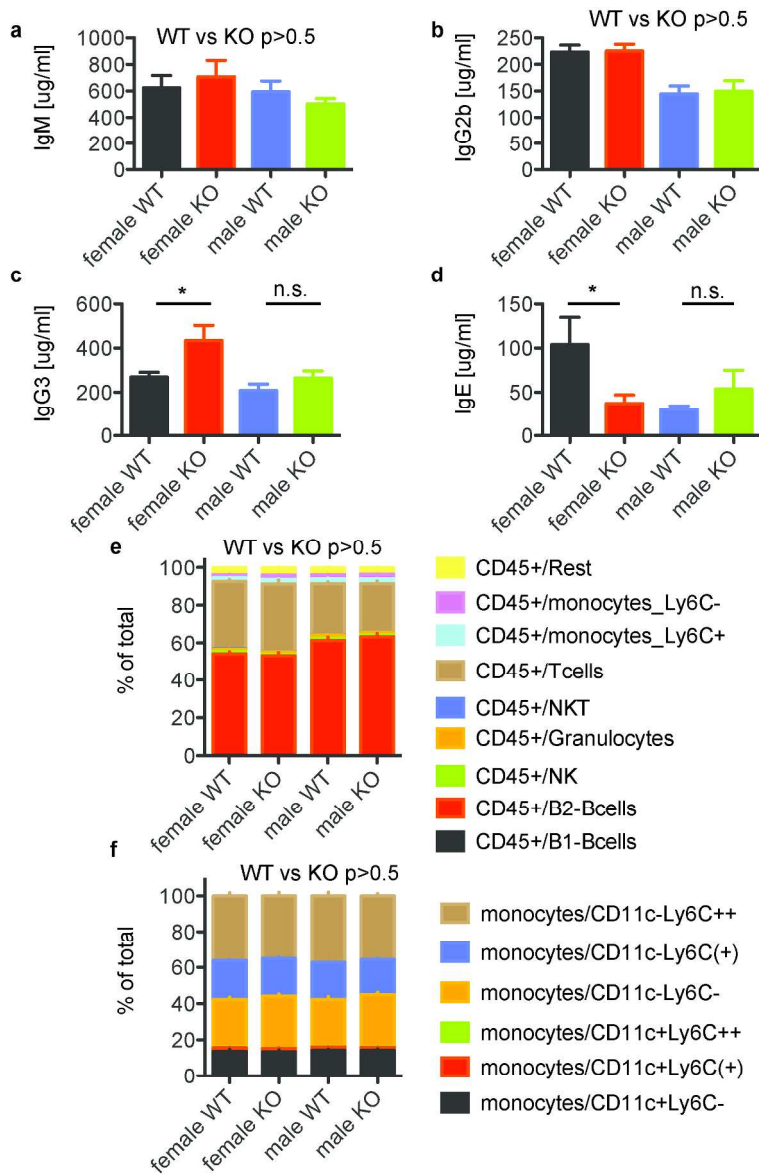 a
WT vs KO p>0.5
IgM [ug/ml]
1000
800
600
400
200
0
female WT
female KO
male WT
male KO
b
WT vs KO p>0.5
IgG2b [ug/ml]
250
200
150
100
50
0
female WT
female KO
male WT
male KO
c
* n.s.
IgG3 [ug/ml]
600
400
200
0
female WT
female KO
male WT
male KO
d
* n.s.
IgE [ug/ml]
150
100
50
0
female WT
female KO
male WT
male KO
e
WT vs KO p>0.5
% of total
100
80
60
40
20
0
female WT
female KO
male WT
male KO
CD45+/Rest
CD45+/monocytes_Ly6C-
CD45+/monocytes_Ly6C+
CD45+/Tcells
CD45+/NKT
CD45+/Granulocytes
CD45+/NK
CD45+/B2-Bcells
CD45+/B1-Bcells
f
WT vs KO p>0.5
% of total
100
80
60
40
20
0
female WT
female KO
male WT
male KO
monocytes/CD11c-Ly6C++
monocytes/CD11c-Ly6C(+)
monocytes/CD11c-Ly6C-
monocytes/CD11c+Ly6C++
monocytes/CD11c+Ly6C(+)
monocytes/CD11c+Ly6C-